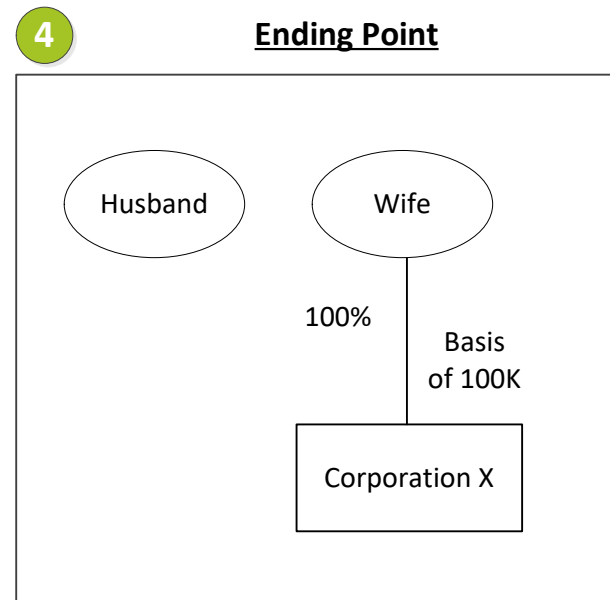 4
Ending Point
Husband
Wife
100%
Basis
of 100K
Corporation X